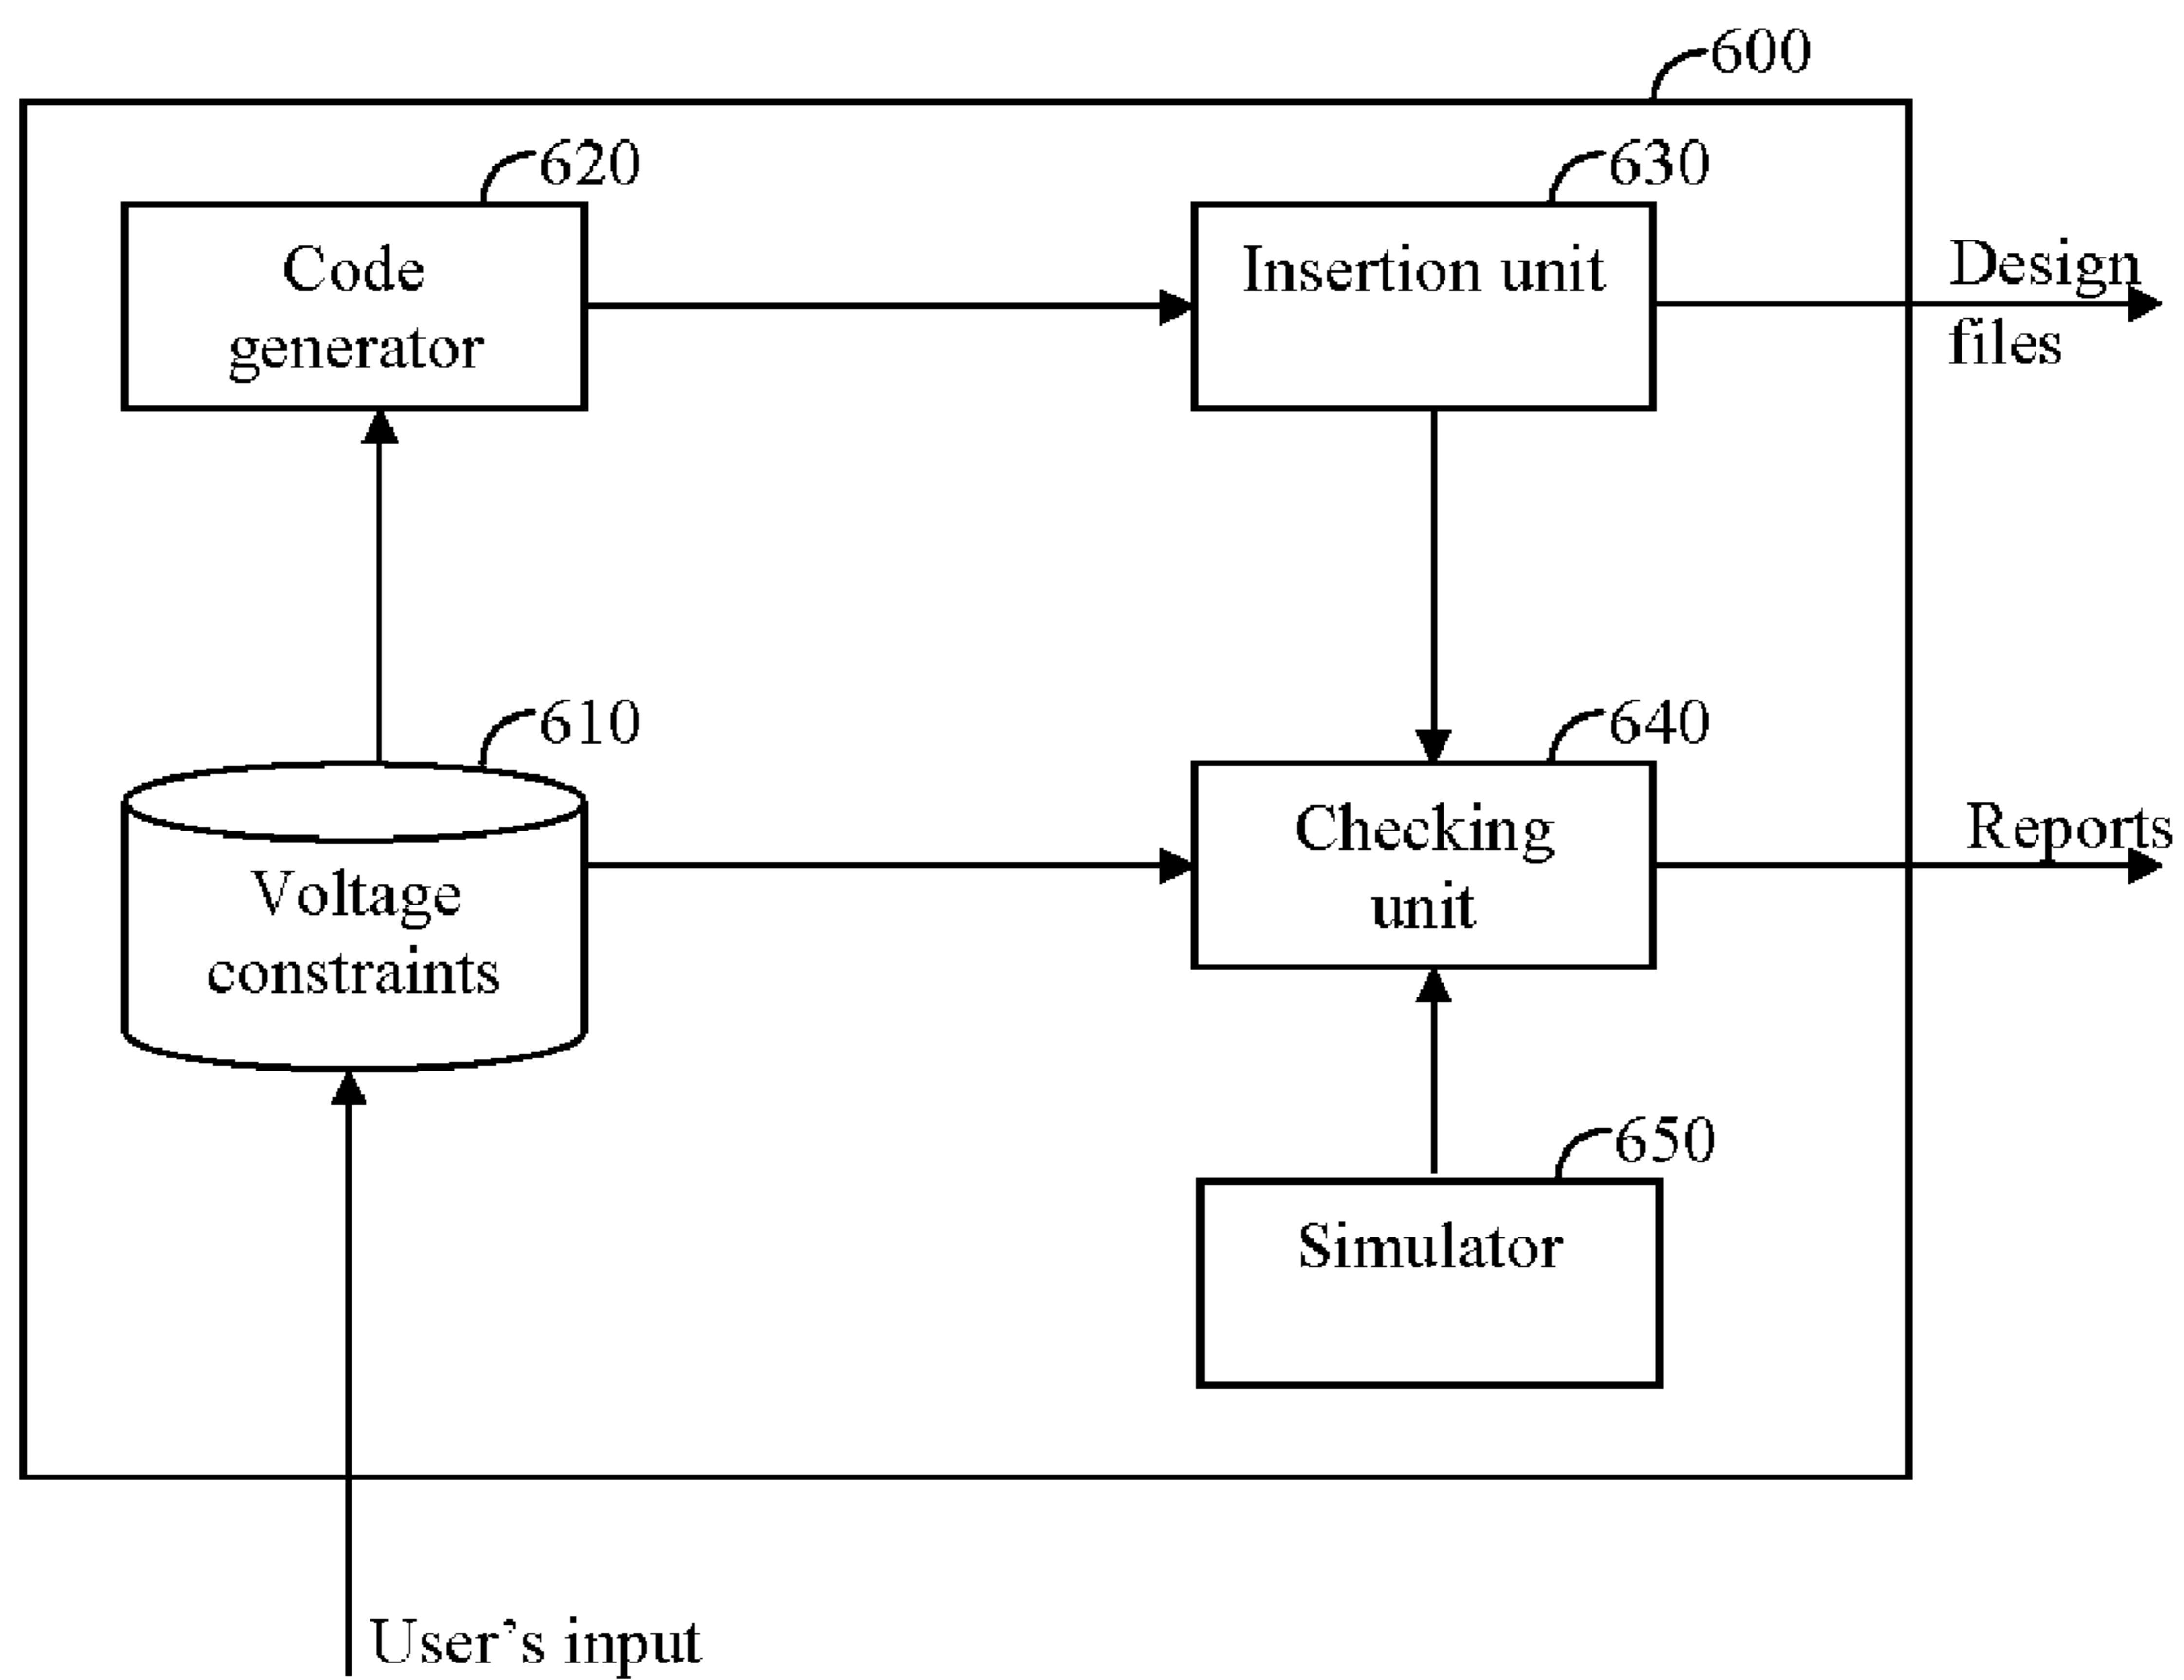 600
620
630
Code
generator
Insertion unit
Design
files
610
640
Voltage
constraints
Checking
unit
Reports
650
Simulator
User’s input